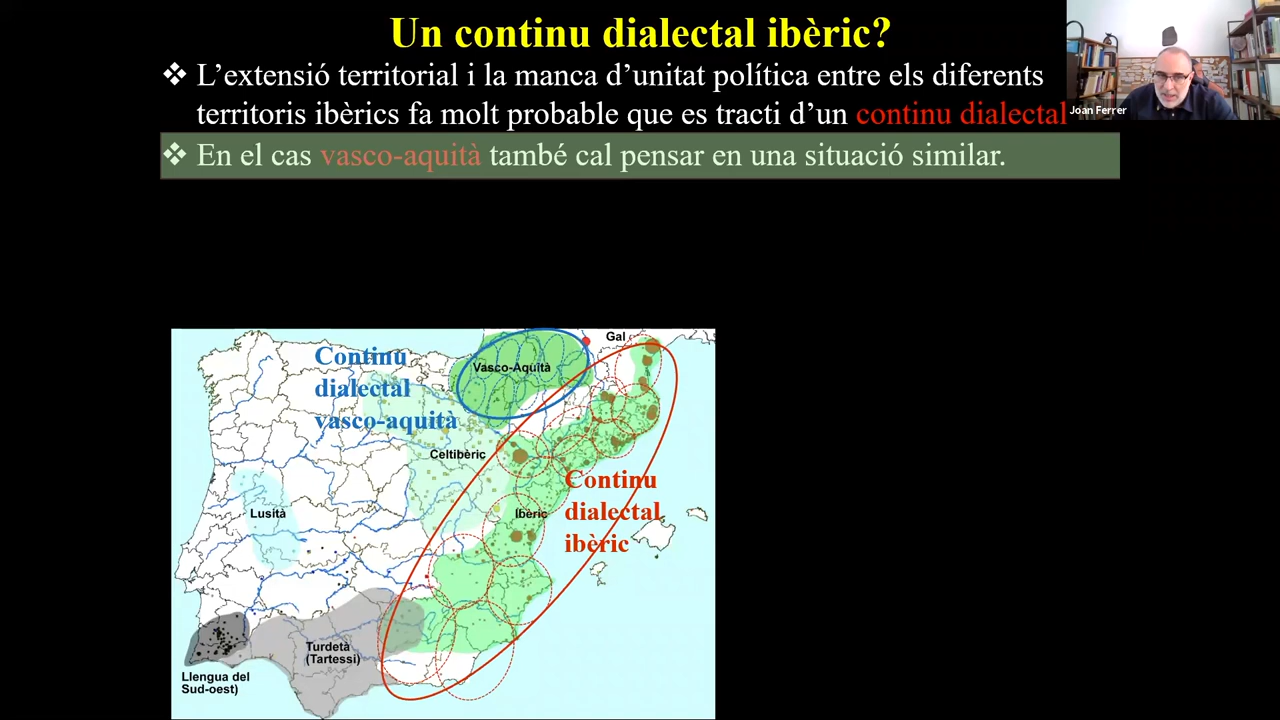 Un continu dialectal ibèric?
❖ L'extensió territorial i la manca d'unitat política entre els diferents
territoris ibèrics fa molt probable que es tracti d'un continu dialectal
Joan Ferrer
❖ En el cas vasco-aquità també cal pensar en una situació similar.
Gal
Continu
dialectal
vasco-aquità
Vasco-Aquità
Celtibèric
Continu
dialectal
ibèric
Ibèric
Lusità
Turdetà
(Tartessi)
Llengua del
Sud-oest)